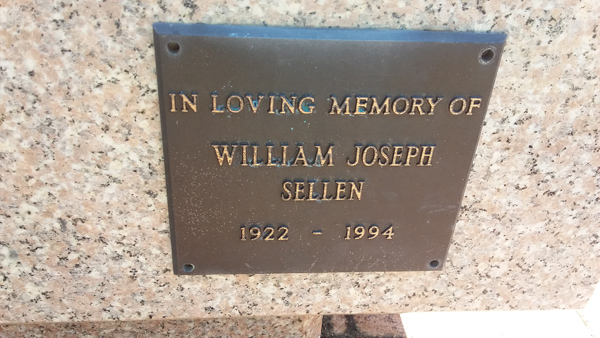 IN LOVING MEMORY OF
WILLIAM JOSEPH
SELLEN
1922 - 1994